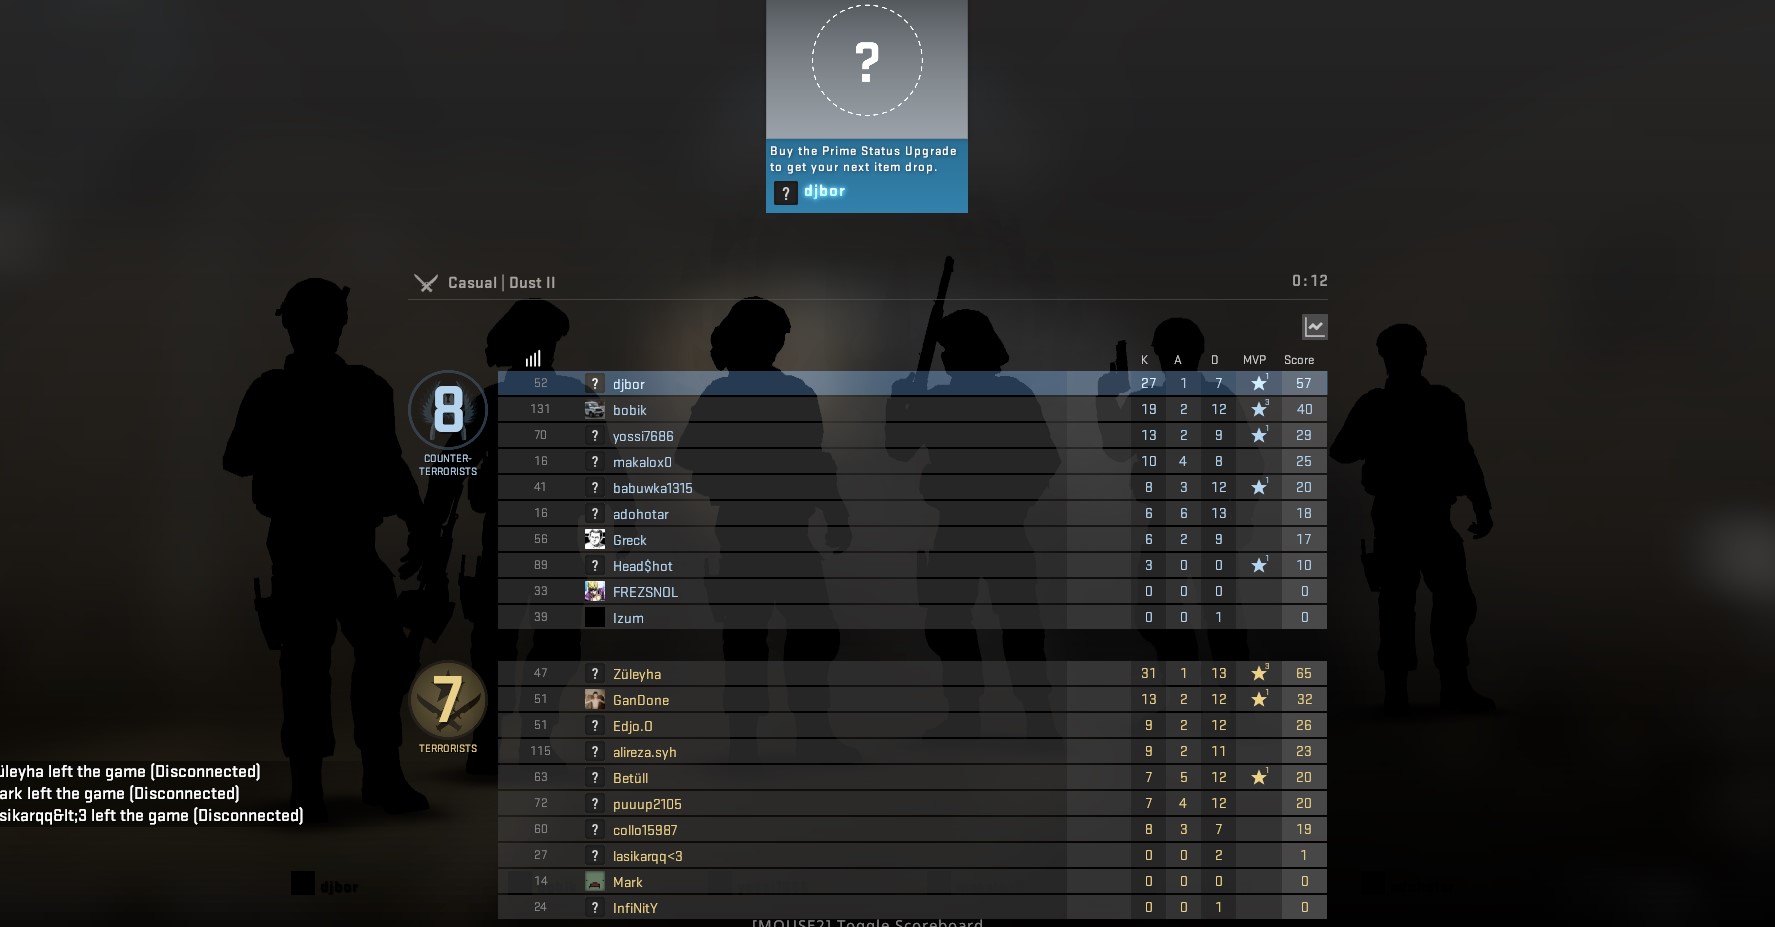 ?
Buy the Prime Status Upgrade
to get your next item drop.
? djbor
Casual | Dust II 0:12
K A D MVP Score
8
COUNTER-
TERRORISTS
52 ? djbor 27 1 7 1 57
131 bobik 19 2 12 3 40
70 ? yossi7686 13 2 9 1 29
16 ? makalox0 10 4 8 25
41 ? babuwka1315 8 3 12 1 20
16 ? adohotar 6 6 13 18
56 Greck 6 2 9 17
89 ? Head$hot 3 0 0 1 10
33 FREZSNOL 0 0 0 0
39 Izum 0 0 1 0
7
TERRORISTS
47 ? Züleyha 31 1 13 3 65
51 GanDone 13 2 12 1 32
51 ? Edjo.O 9 2 12 26
115 ? alireza.syh 9 2 11 23
63 ? Betüll 7 5 12 1 20
72 ? puuup2105 7 4 12 20
60 ? collo15987 8 3 7 19
27 ? lasikarqq<3 0 0 2 1
14 Mark 0 0 0 0
24 ? InfiNitY 0 0 1 0
üleyha left the game (Disconnected)
ark left the game (Disconnected)
sikarqq&lt;3 left the game (Disconnected)
djbor
[MOUSE2] Toggle Scoreboard